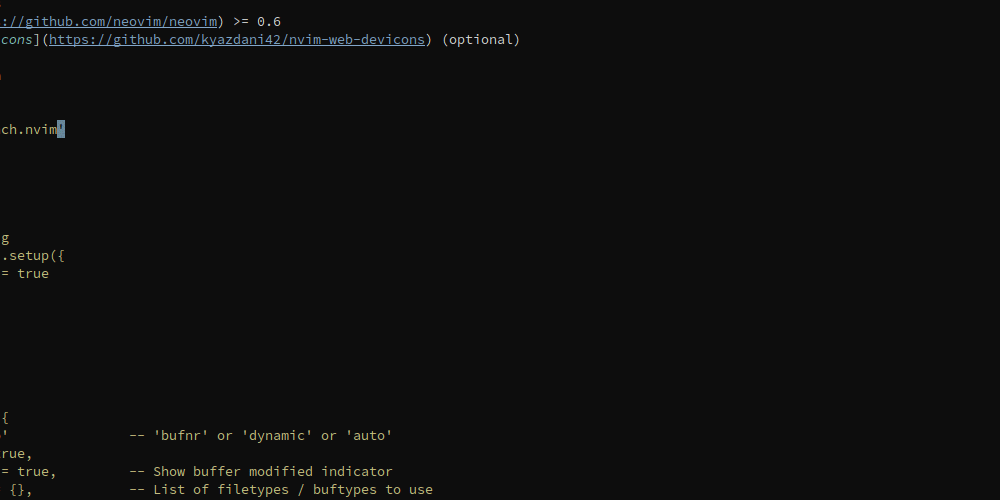 ://github.com/neovim/neovim) >= 0.6
cons](https://github.com/kyazdani42/nvim-web-devicons) (optional)
ch.nvim'
g
.setup({
= true
{
' -- 'bufnr' or 'dynamic' or 'auto'
rue,
= true, -- Show buffer modified indicator
{}, -- List of filetypes / buftypes to use